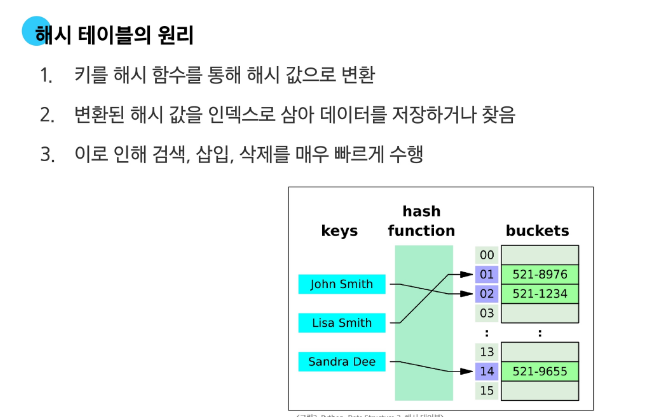 해시 테이블의 원리
1. 키를 해시 함수를 통해 해시 값으로 변환
2. 변환된 해시 값을 인덱스로 삼아 데이터를 저장하거나 찾음
3. 이로 인해 검색, 삽입, 삭제를 매우 빠르게 수행
hash
keys function buckets
00
01 521-8976
John Smith
02 521-1234
03
Lisa Smith
:  :
13
Sandra Dee
14 521-9655
15